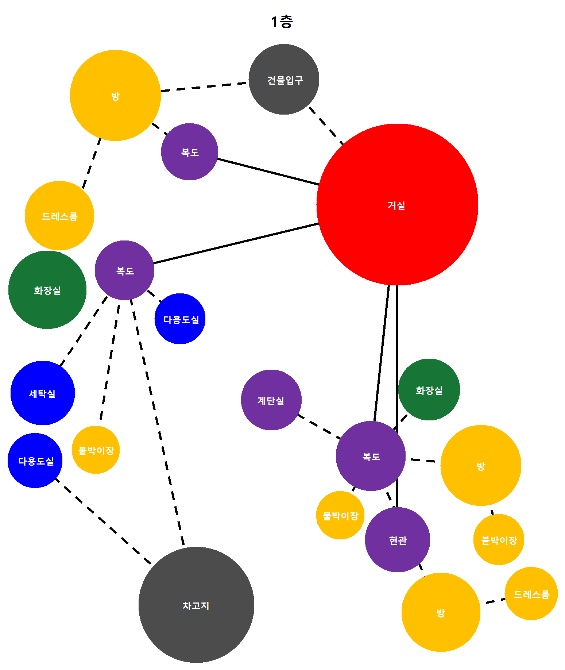 1층
건물입구
방
복도
거실
드레스룸
복도
화장실
다용도실
세탁실
화장실
계단실
붙박이장
복도
다용도실
방
붙박이장
현관
붙박이장
드레스룸
차고지
방